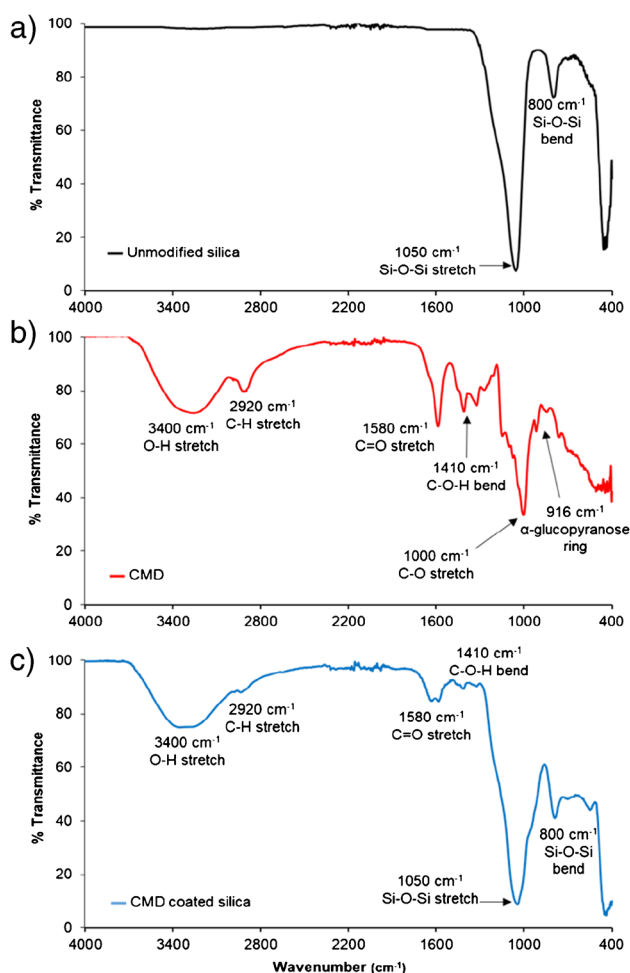 a)
100
80
60
40
20
0
% Transmittance
800 cm⁻¹
Si-O-Si
bend
1050 cm⁻¹
Si-O-Si stretch
Unmodified silica
4000 3400 2800 2200 1600 1000 400
b)
100
80
60
40
20
0
% Transmittance
3400 cm⁻¹
O-H stretch
2920 cm⁻¹
C-H stretch
1580 cm⁻¹
C=O stretch
1410 cm⁻¹
C-O-H bend
916 cm⁻¹
α-glucopyranose
ring
1000 cm⁻¹
C-O stretch
CMD
4000 3400 2800 2200 1600 1000 400
c)
100
80
60
40
20
0
% Transmittance
1410 cm⁻¹
C-O-H bend
2920 cm⁻¹
C-H stretch
3400 cm⁻¹
O-H stretch
1580 cm⁻¹
C=O stretch
800 cm⁻¹
Si-O-Si
bend
1050 cm⁻¹
Si-O-Si stretch
CMD coated silica
4000 3400 2800 2200 1600 1000 400
Wavenumber (cm⁻¹)